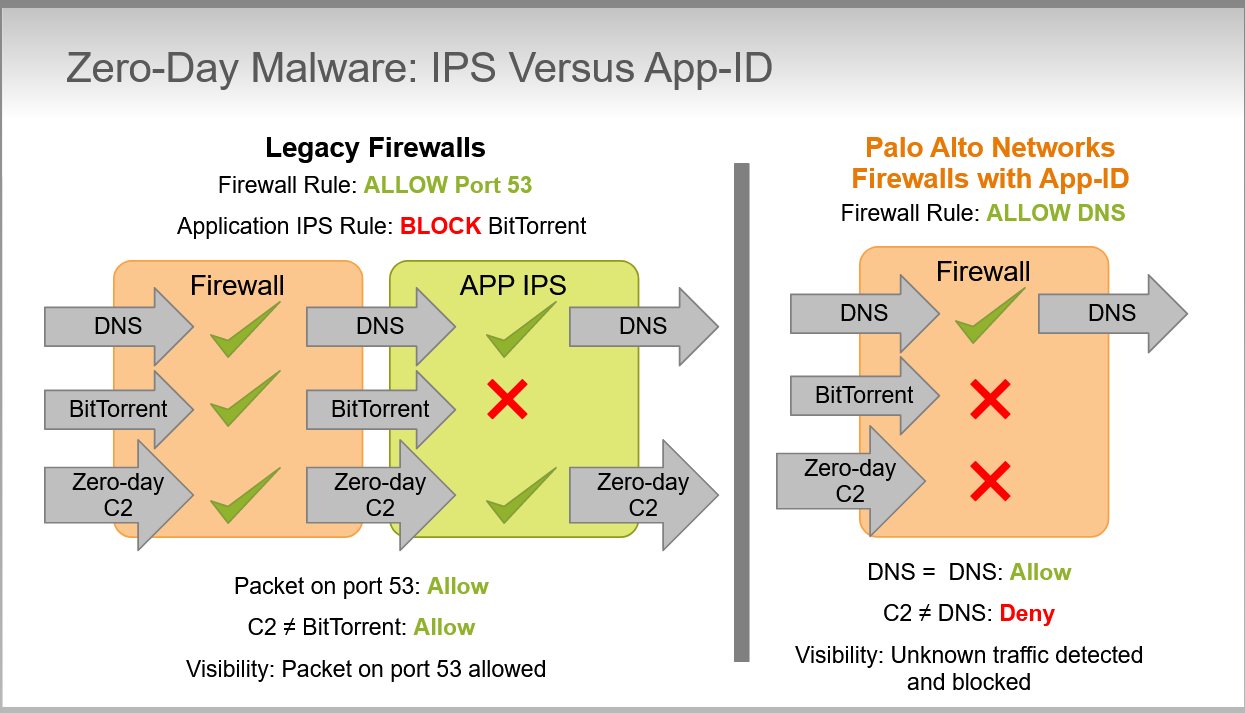 Zero-Day Malware: IPS Versus App-ID
Legacy Firewalls
Firewall Rule: ALLOW Port 53
Application IPS Rule: BLOCK BitTorrent
Firewall
APP IPS
DNS
DNS
DNS
BitTorrent
BitTorrent
Zero-day
C2
Zero-day
C2
Zero-day
C2
Packet on port 53: Allow
C2 ≠ BitTorrent: Allow
Visibility: Packet on port 53 allowed
Palo Alto Networks
Firewalls with App-ID
Firewall Rule: ALLOW DNS
Firewall
DNS
DNS
BitTorrent
Zero-day
C2
DNS = DNS: Allow
C2 ≠ DNS: Deny
Visibility: Unknown traffic detected
and blocked